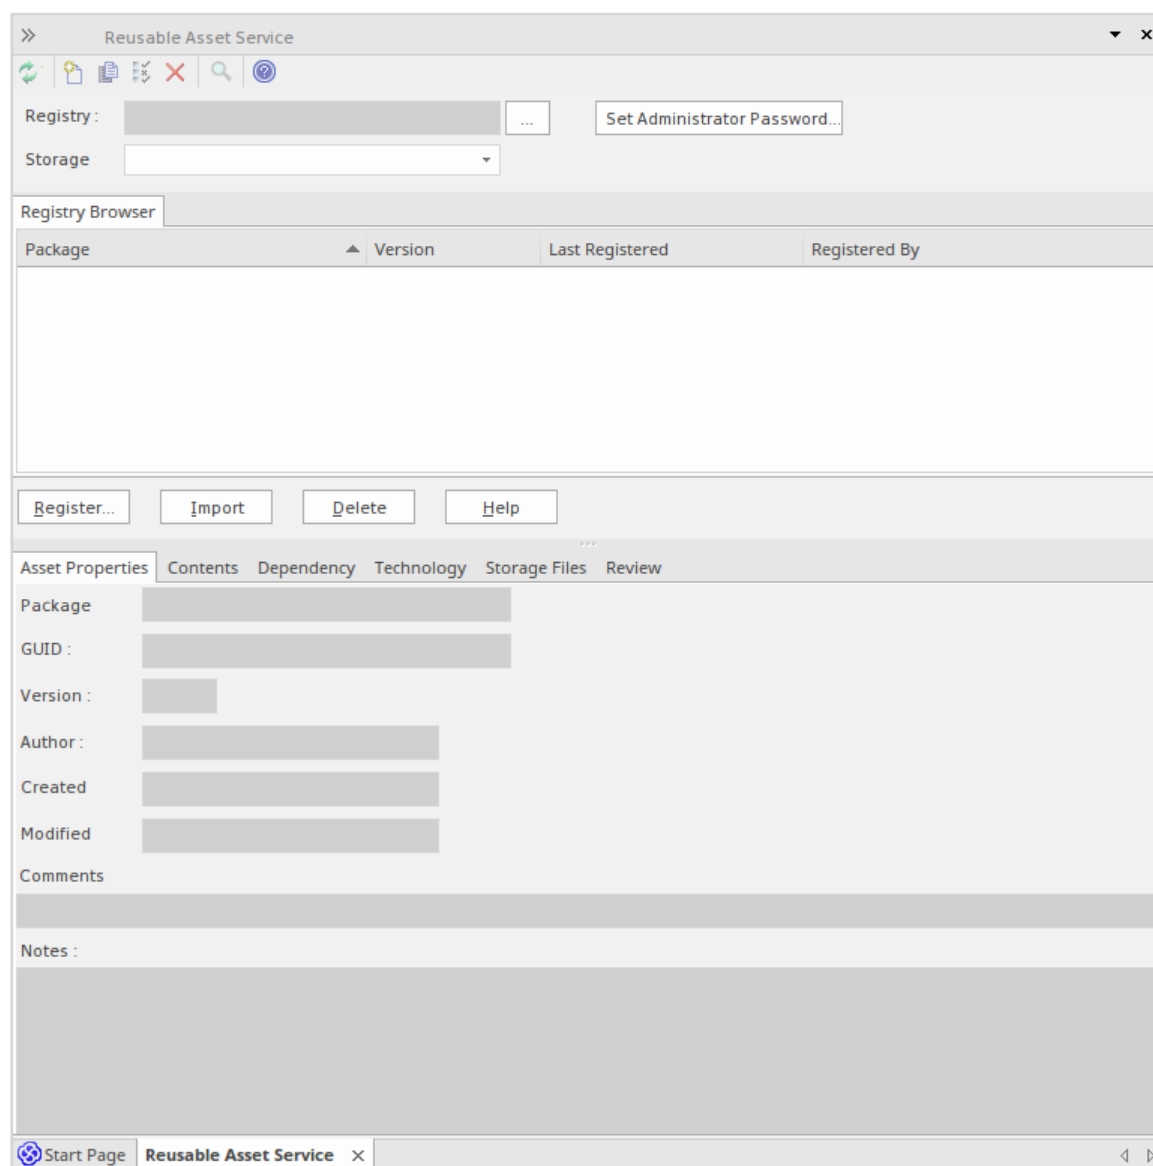 Reusable Asset Service
Registry :
...
Set Administrator Password...
Storage
Registry Browser
Package Version Last Registered Registered By
Register... Import Delete Help
Asset Properties Contents Dependency Technology Storage Files Review
Package
GUID :
Version :
Author :
Created
Modified
Comments
Notes :
Start Page Reusable Asset Service